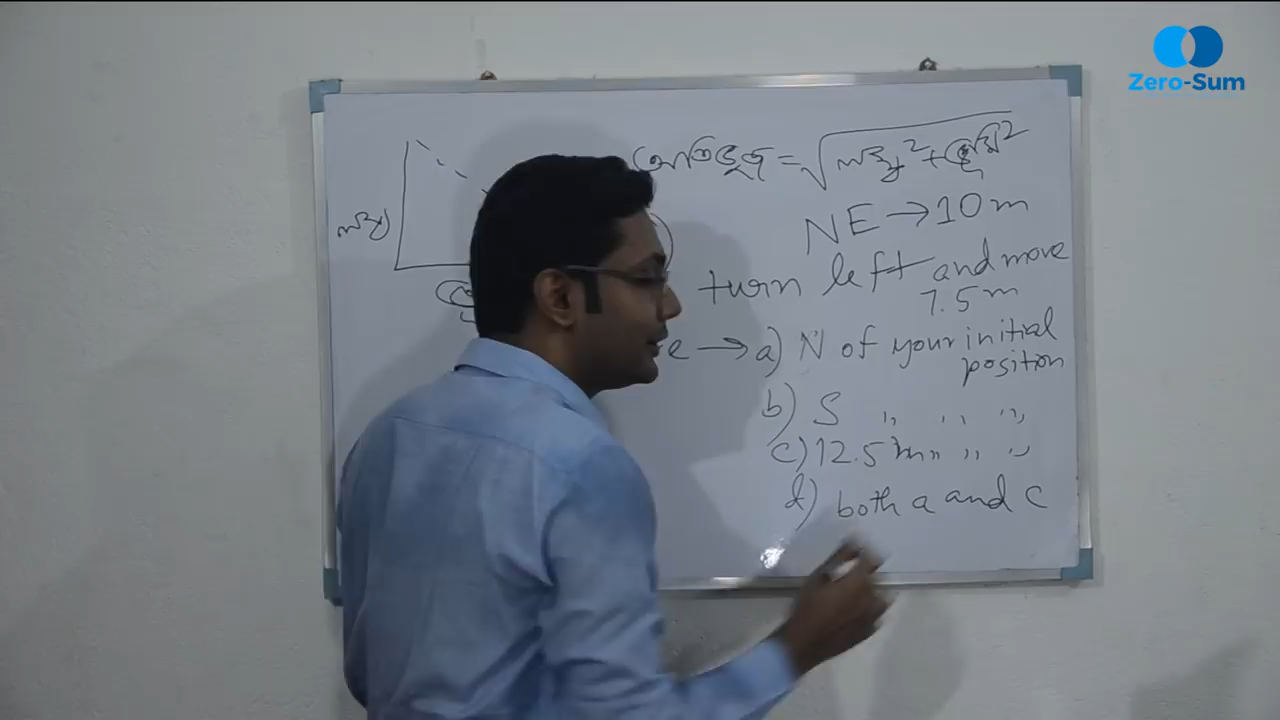 Zero-Sum
অতিভুজ = √লম্ব² + ভূমি²
লম্ব
NE → 10 m
turn left and move
7.5 m
e → a) N of your initial
position
b) S " " "
c) 12.5 m " " "
d) both a and c